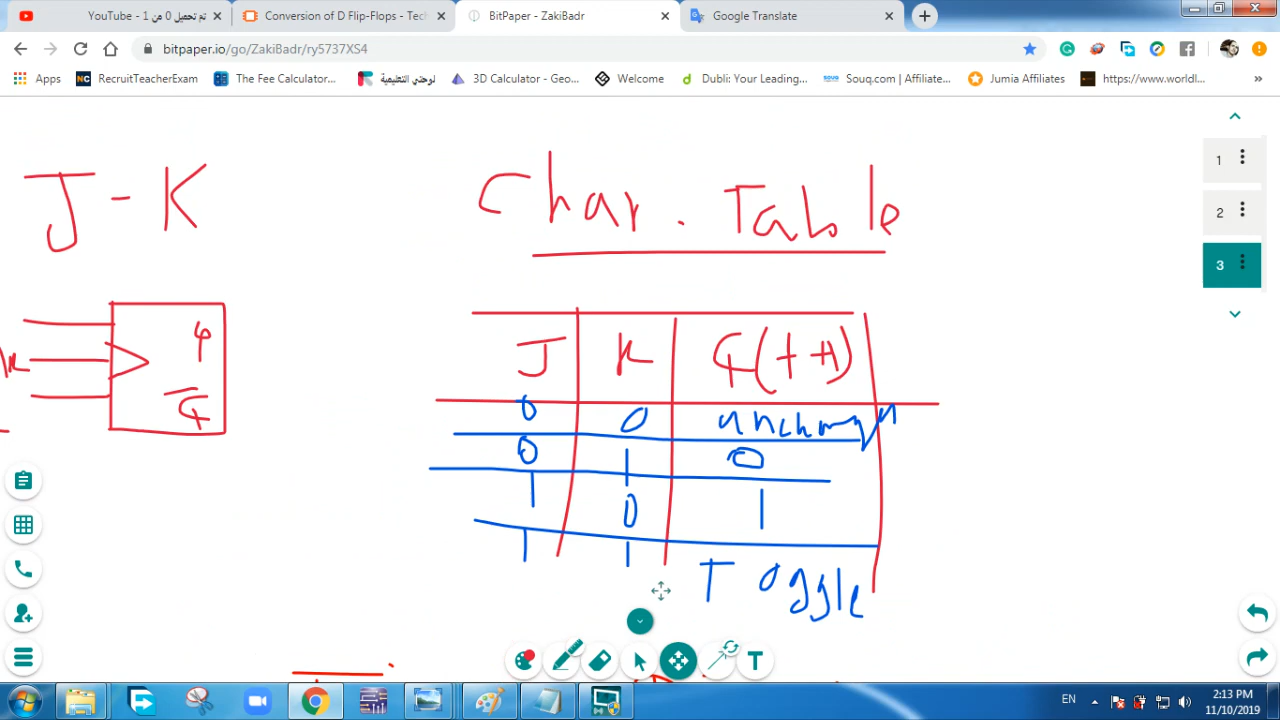 تم تحميل 0 من 1 - YouTube
Conversion of D Flip-Flops - Tech
BitPaper - ZakiBadr
Google Translate
bitpaper.io/go/ZakiBadr/ry5737XS4
Apps
RecruitTeacherExam
The Fee Calculator...
لوحتي التعليمية
3D Calculator - Geo...
Welcome
Dubli: Your Leading...
Souq.com | Affiliate...
Jumia Affiliates
https://www.worldl...
»
J - K
Char. Table
1
2
3
Q
Q
J K Q(t+1)
0 0 unchang
0 1 0
1 0 1
1 1 Toggle
T
EN
2:13 PM
11/10/2019